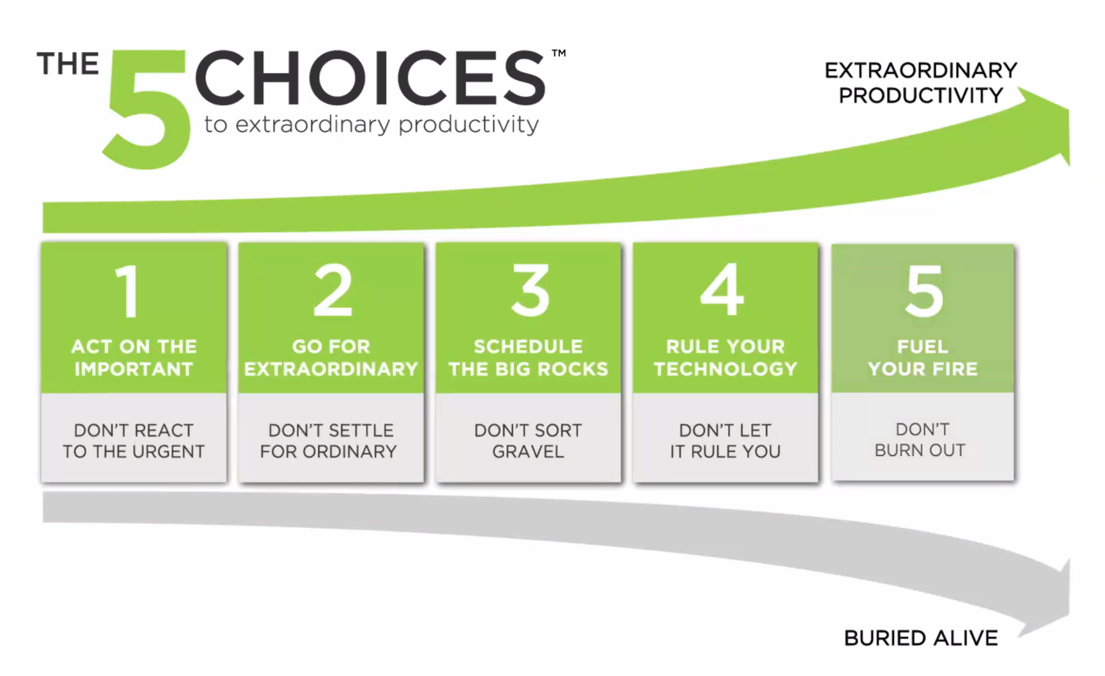 THE 5 CHOICES™
to extraordinary productivity
EXTRAORDINARY
PRODUCTIVITY
1
ACT ON THE
IMPORTANT
DON'T REACT
TO THE URGENT
2
GO FOR
EXTRAORDINARY
DON'T SETTLE
FOR ORDINARY
3
SCHEDULE
THE BIG ROCKS
DON'T SORT
GRAVEL
4
RULE YOUR
TECHNOLOGY
DON'T LET
IT RULE YOU
5
FUEL
YOUR FIRE
DON'T
BURN OUT
BURIED ALIVE